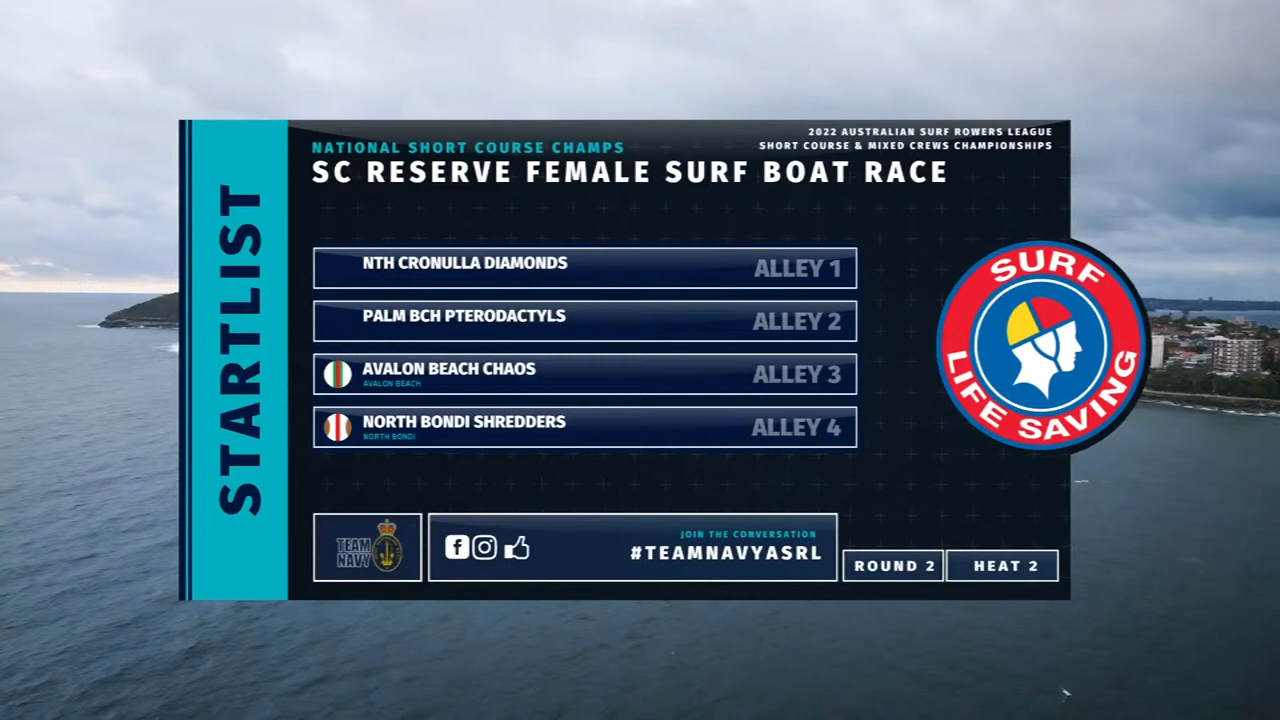 2022 AUSTRALIAN SURF ROWERS LEAGUE
SHORT COURSE & MIXED CREWS CHAMPIONSHIPS
NATIONAL SHORT COURSE CHAMPS
SC RESERVE FEMALE SURF BOAT RACE
STARTLIST
NTH CRONULLA DIAMONDS ALLEY 1
PALM BCH PTERODACTYLS ALLEY 2
AVALON BEACH CHAOS ALLEY 3
AVALON BEACH
NORTH BONDI SHREDDERS ALLEY 4
NORTH BONDI
SURF
LIFE SAVING
TEAM
NAVY
JOIN THE CONVERSATION
#TEAMNAVYASRL
ROUND 2
HEAT 2